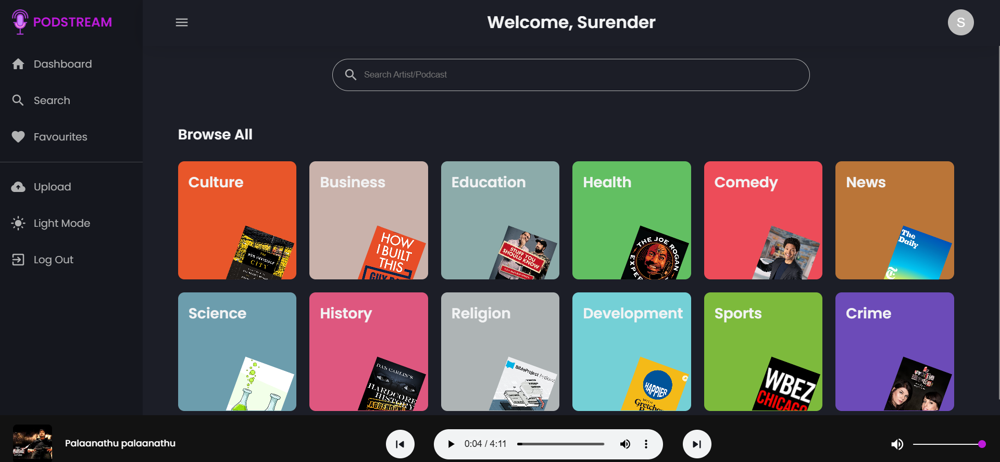 PODSTREAM
Welcome, Surender
S
Dashboard
Search
Favourites
Upload
Light Mode
Log Out
Search Artist/Podcast
Browse All
Culture
THE
99% INVISIBLE
CITY
Business
HOW
I BUILT
THIS
Education
STUFF YOU
SHOULD KNOW
Health
THE JOE ROGAN
Comedy
News
The
Daily
T
Science
History
DAN CARLIN'S
HARDCORE
HISTORY
ADDENDUM
Religion
BibleProject Podcast
Development
HAPPIER
WITH
Gretchen
Sports
WBEZ
CHICAGO
Crime
Palaanathu palaanathu
0:04 / 4:11